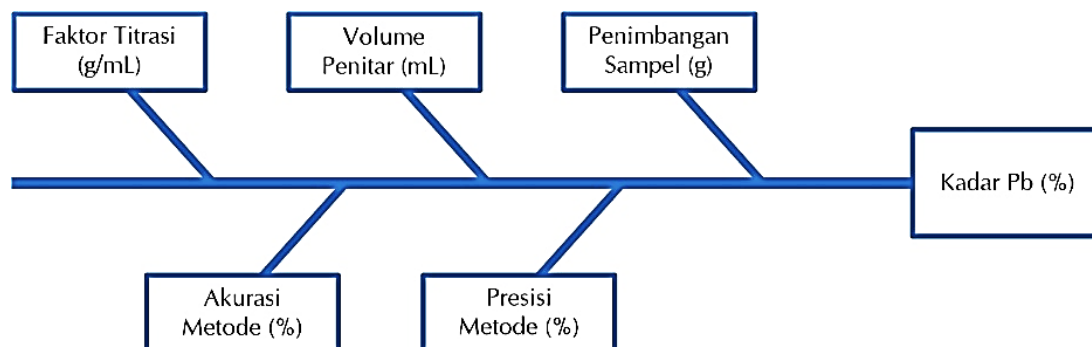 Faktor Titrasi
(g/mL)
Volume
Penitar (mL)
Penimbangan
Sampel (g)
Kadar Pb (%)
Akurasi
Metode (%)
Presisi
Metode (%)